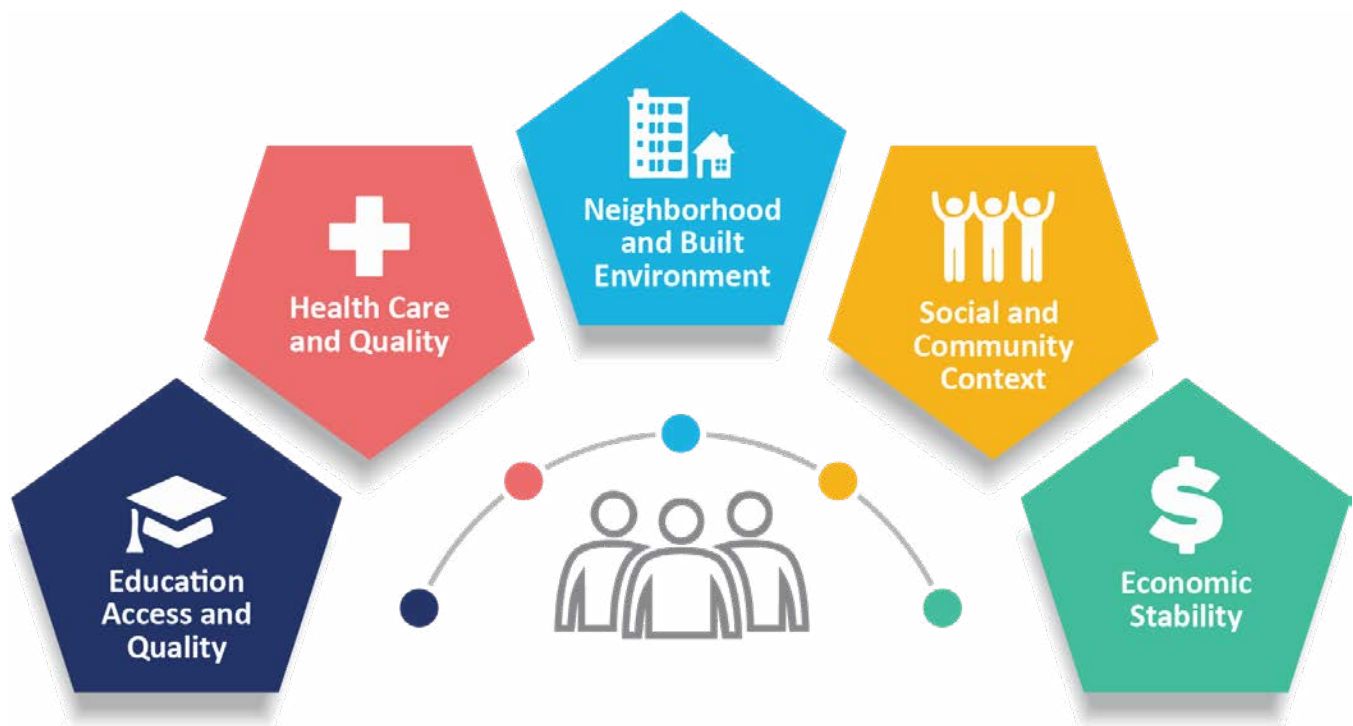 Neighborhood
and Built
Environment
Health Care
and Quality
Social and
Community
Context
Education
Access and
Quality
$
Economic
Stability